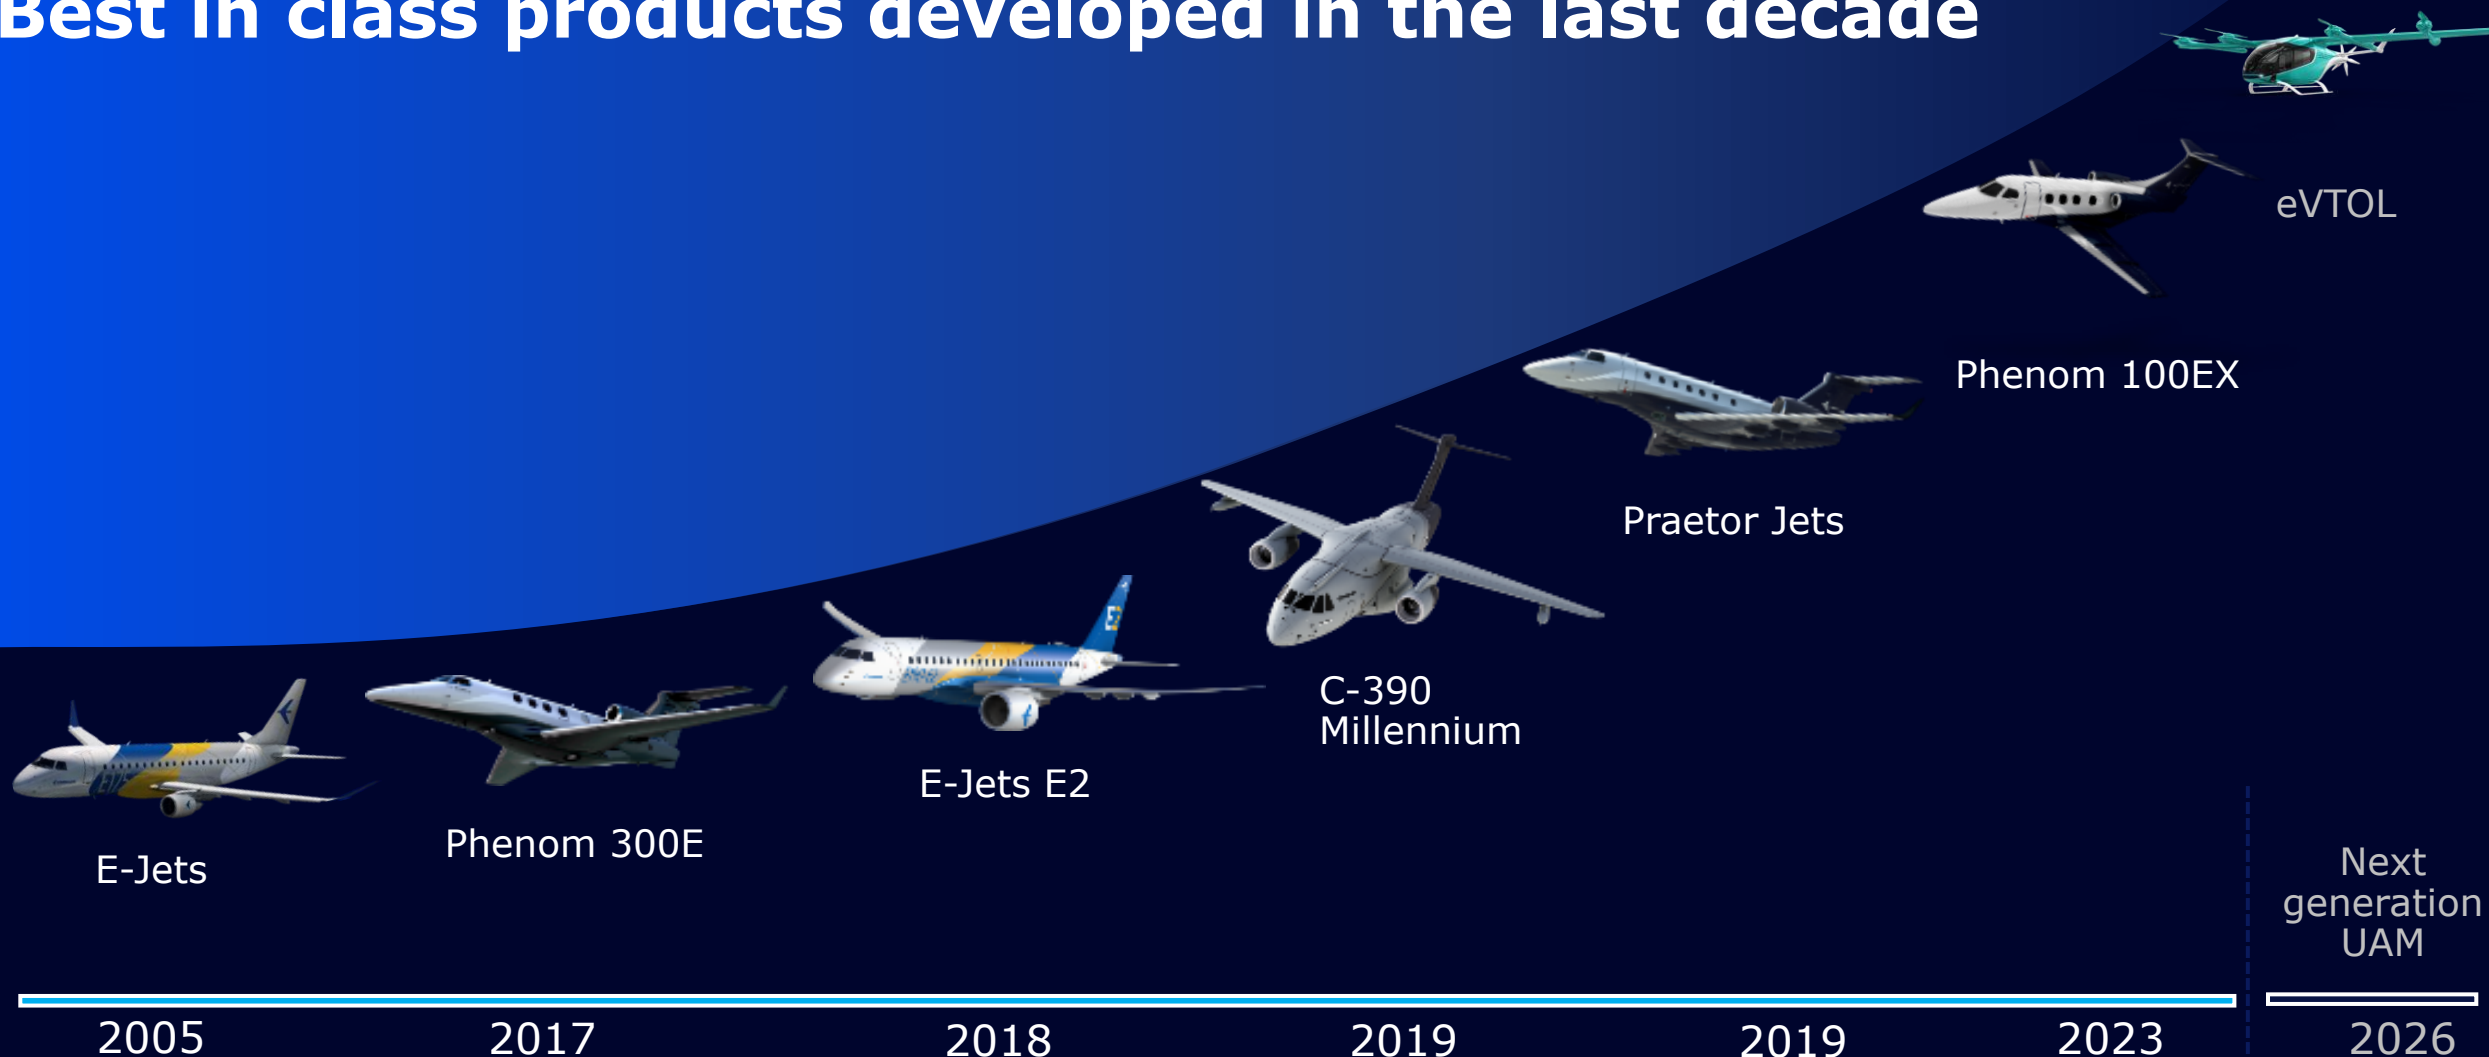 Best in class products developed in the last decade
eVTOL
Phenom 100EX
Praetor Jets
C-390
Millennium
E-Jets E2
Phenom 300E
E-Jets
Next
generation
UAM
2005
2017
2018
2019
2019
2023
2026